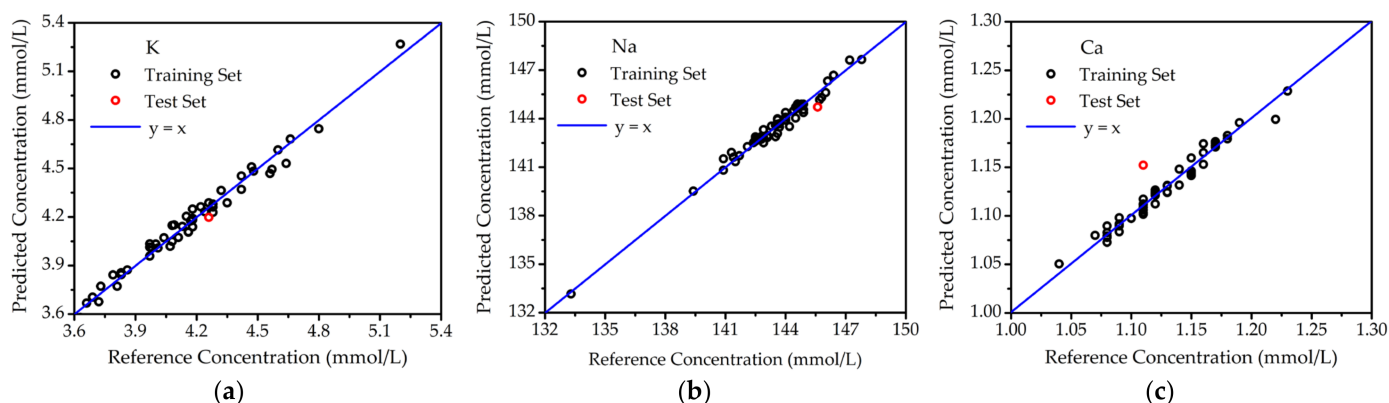 Predicted Concentration (mmol/L)
5.4
5.1
4.8
4.5
4.2
3.9
3.6
K
Training Set
Test Set
y = x
3.6 3.9 4.2 4.5 4.8 5.1 5.4
Reference Concentration (mmol/L)
(a)
Predicted Concentration (mmol/L)
150
147
144
141
138
135
132
Na
Training Set
Test Set
y = x
132 135 138 141 144 147 150
Reference Concentration (mmol/L)
(b)
Predicted Concentration (mmol/L)
1.30
1.25
1.20
1.15
1.10
1.05
1.00
Ca
Training Set
Test Set
y = x
1.00 1.05 1.10 1.15 1.20 1.25 1.30
Reference Concentration (mmol/L)
(c)